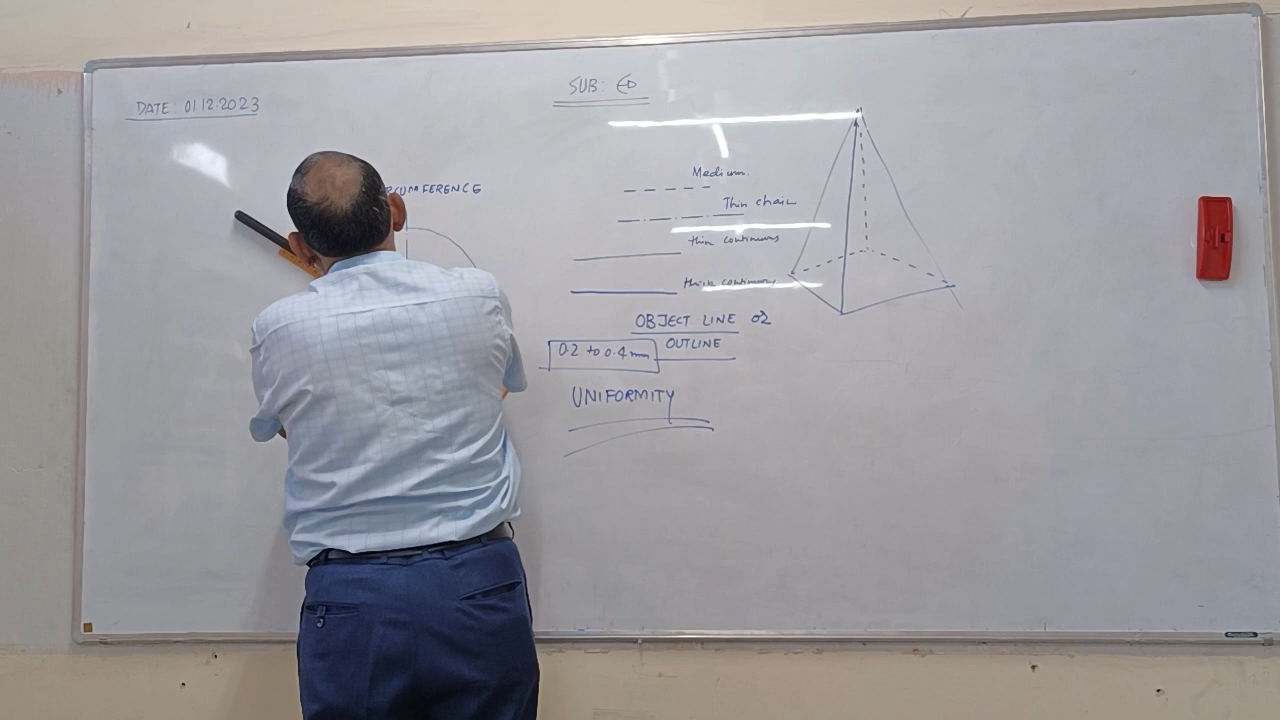 DATE: 01.12.2023
SUB: ED
RCUMFERENCE
Medium.
Thin chain
thin continuous
thick continuous
OBJECT LINE OR
OUTLINE
0.2 to 0.4 mm
UNIFORMITY